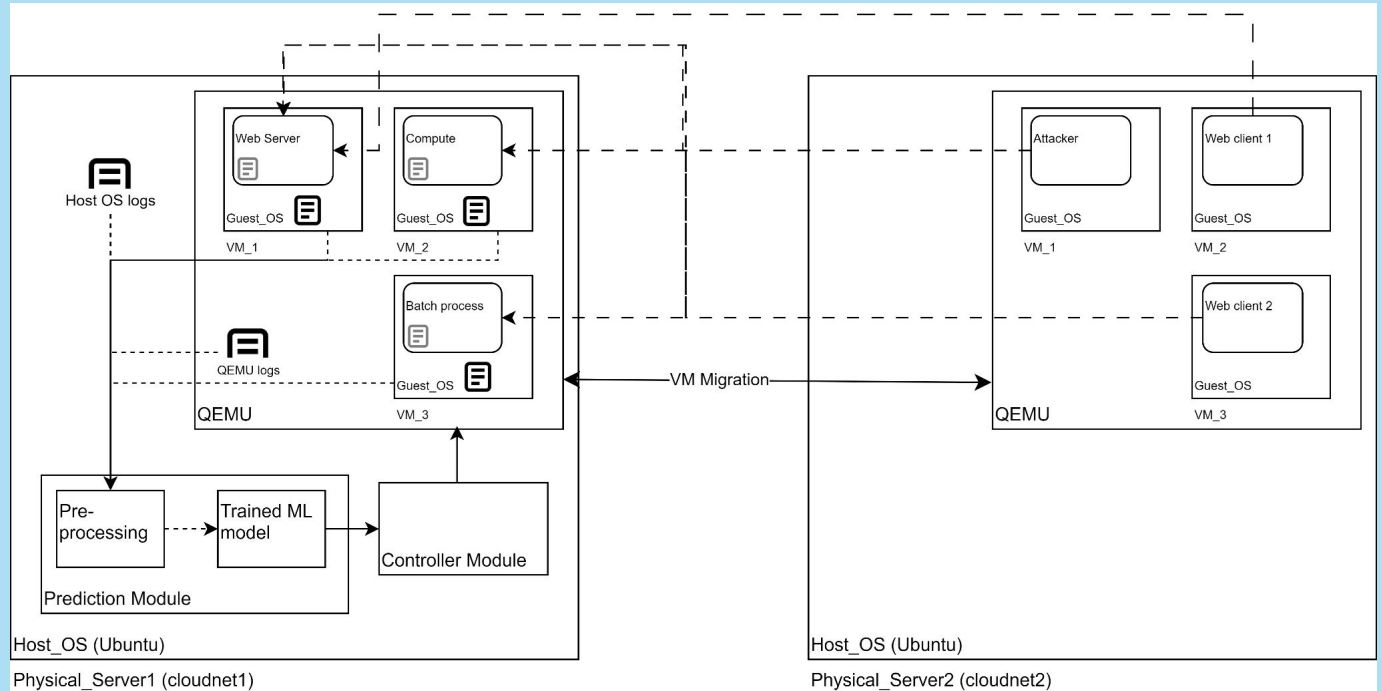 Web Server
Guest_OS
VM_1
Compute
Guest_OS
VM_2
Host OS logs
Batch process
Guest_OS
VM_3
QEMU logs
QEMU
Pre-
processing
Trained ML
model
Prediction Module
Controller Module
Host_OS (Ubuntu)
Physical_Server1 (cloudnet1)
VM Migration
Attacker
Guest_OS
VM_1
Web client 1
Guest_OS
VM_2
Web client 2
Guest_OS
VM_3
QEMU
Host_OS (Ubuntu)
Physical_Server2 (cloudnet2)